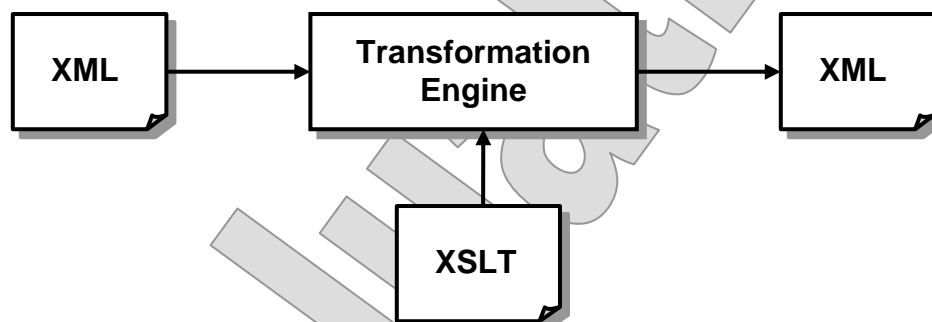 XML
Transformation
Engine
XML
XSLT